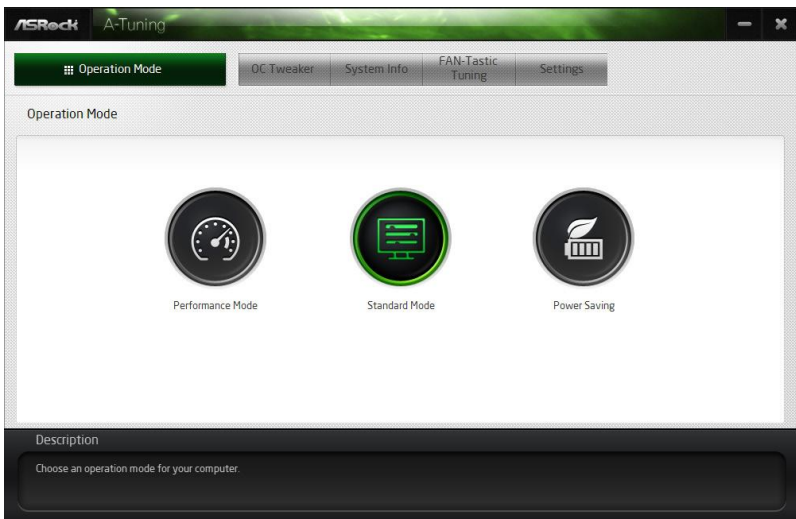 ASRock A-Tuning
Operation Mode OC Tweaker System Info FAN-Tastic Tuning Settings
Operation Mode
Performance Mode Standard Mode Power Saving
Description
Choose an operation mode for your computer.